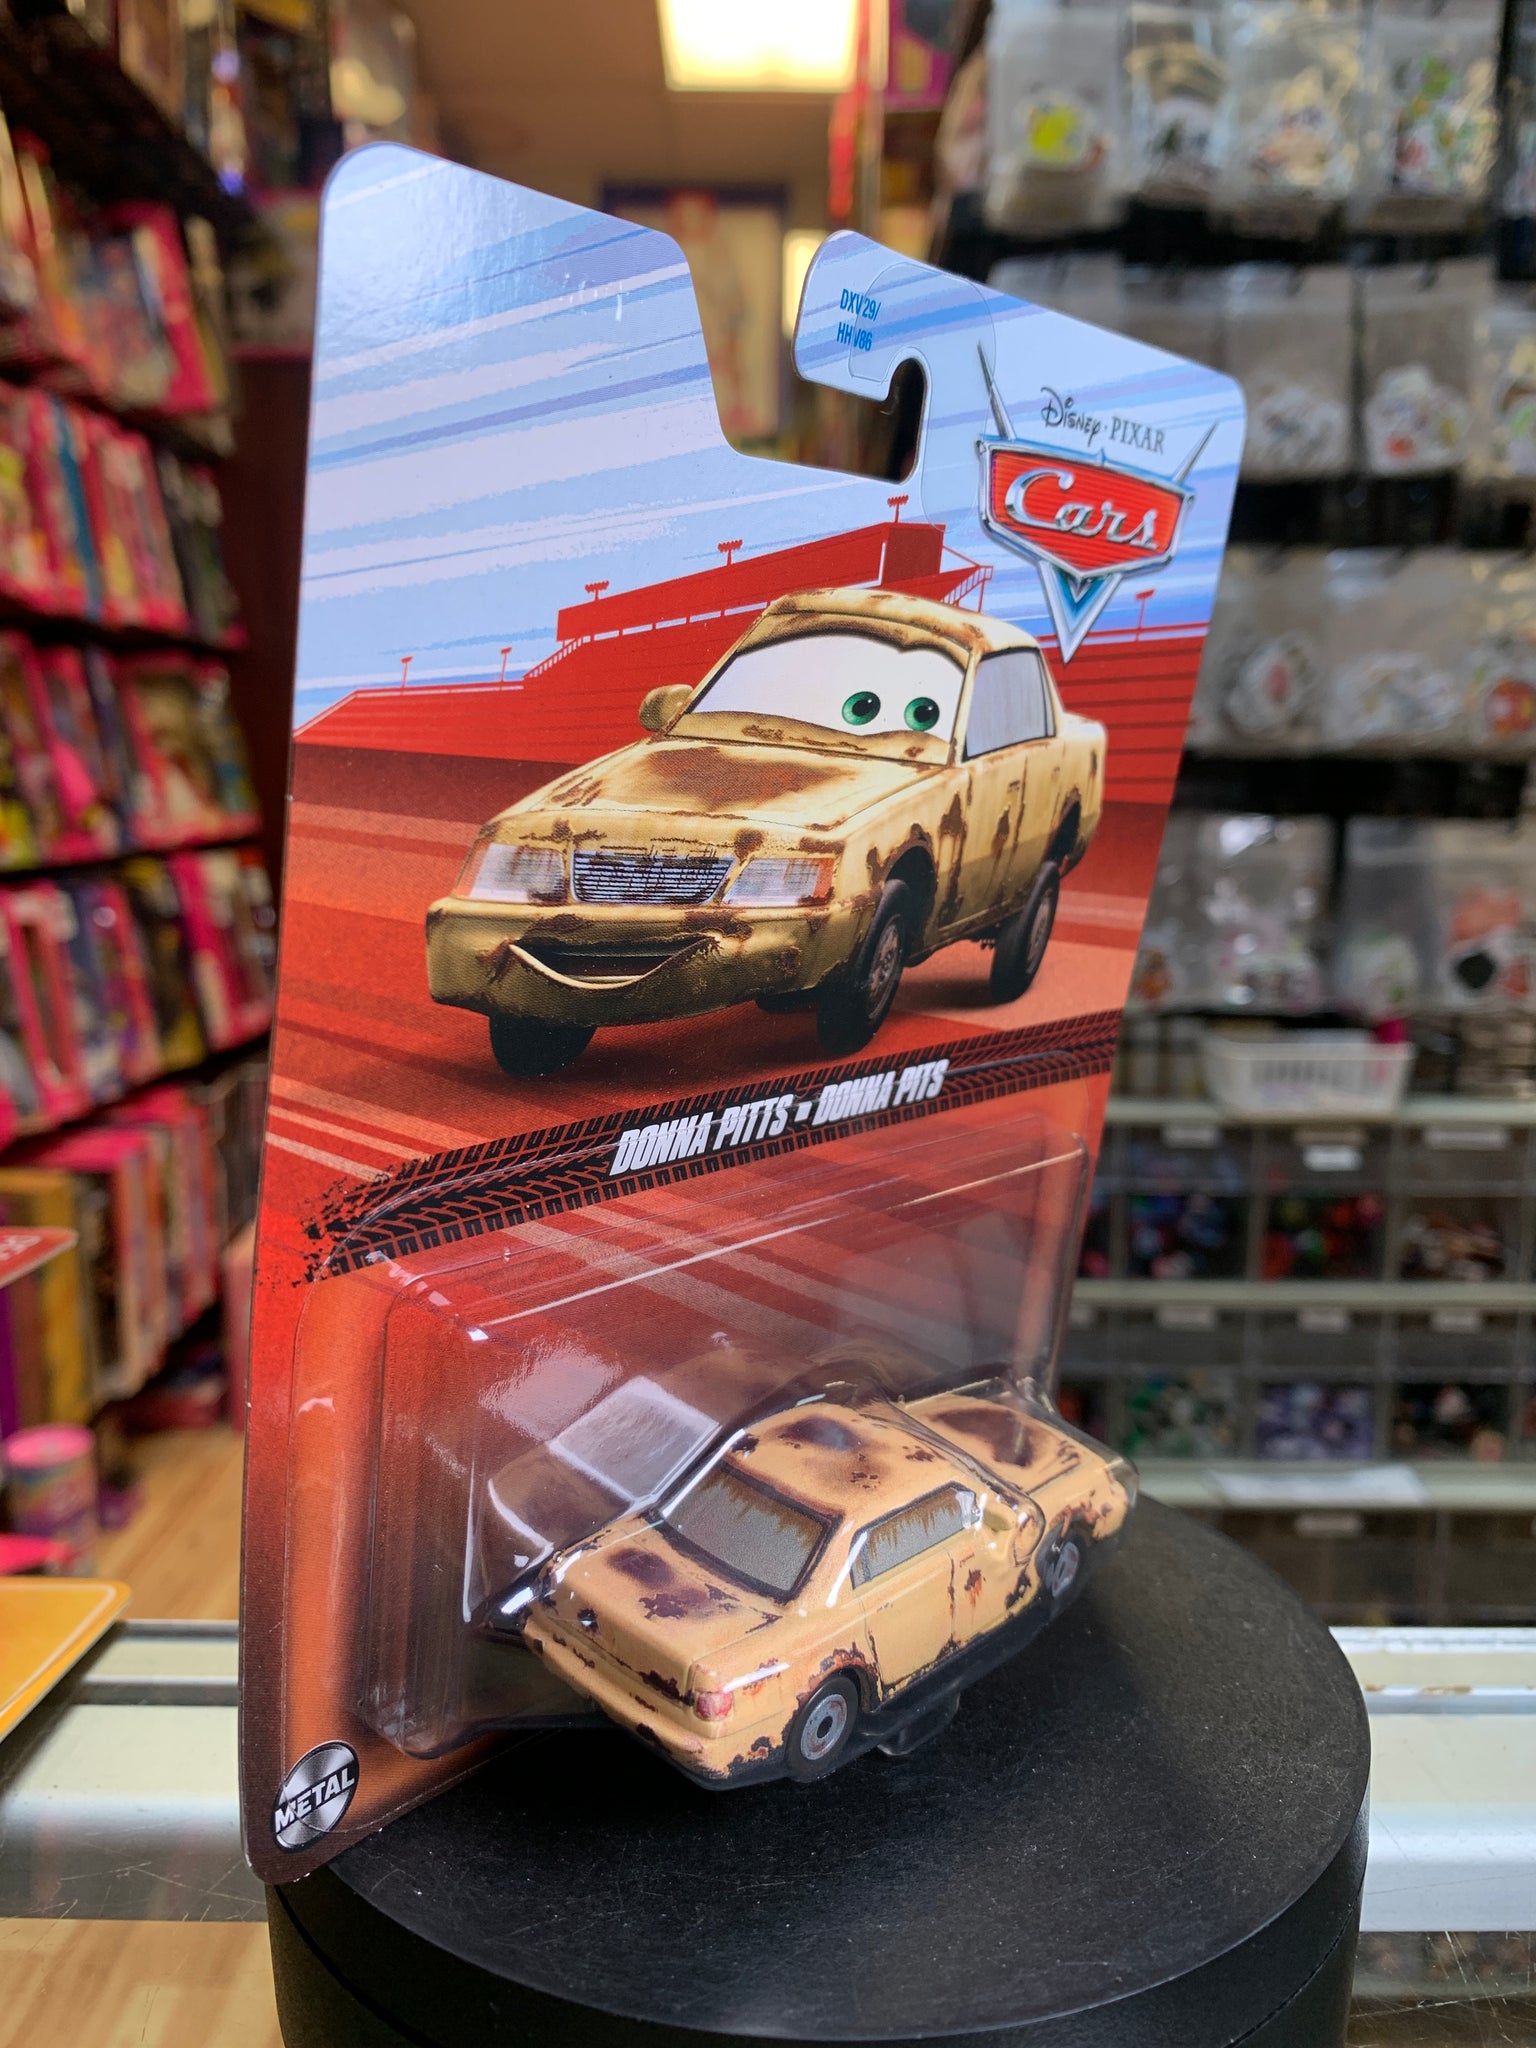 DXV29/
HHV86
Disney·PIXAR
Cars
DONNA PITTS ▪ DONNA PITS
METAL